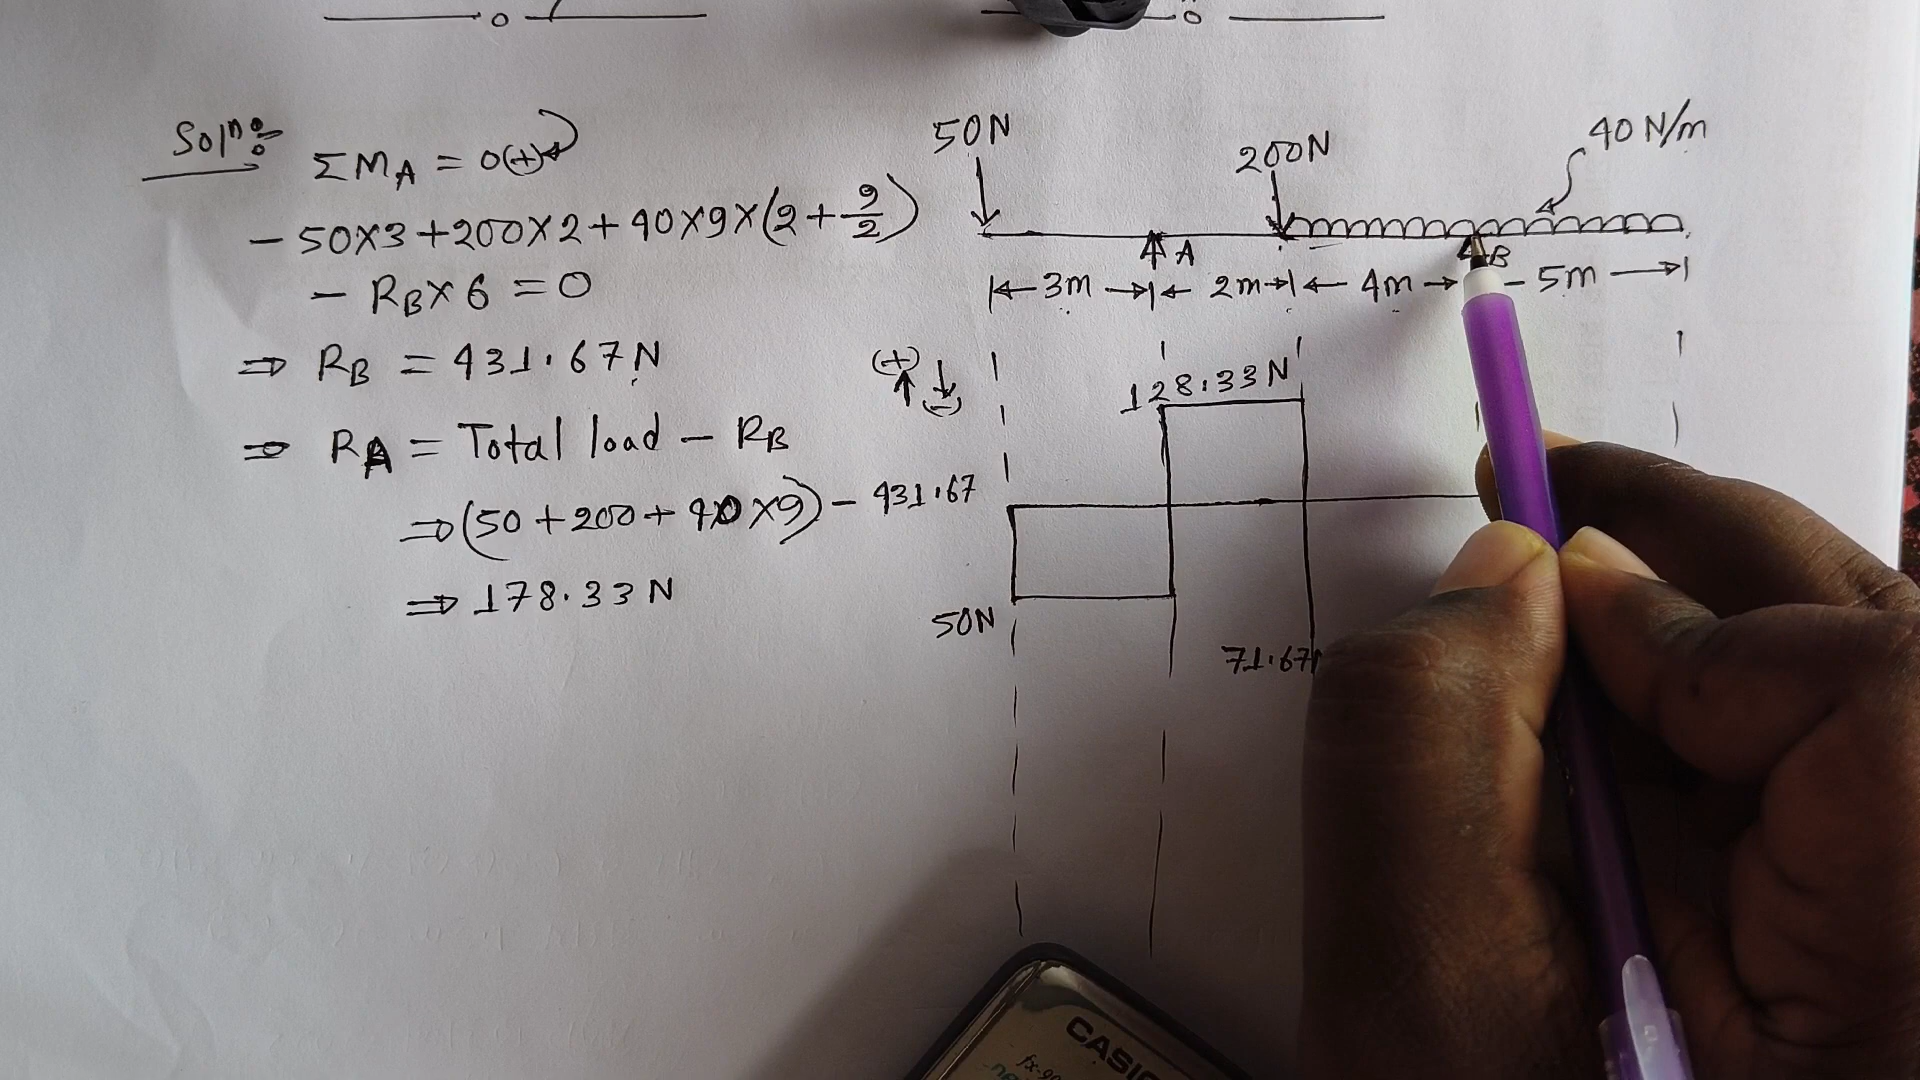 Solnº:
ΣMA = 0(+)
- 50×3+200×2+40×9×(2+9/2)
- RB×6 = 0
⇒ RB = 431.67N
⇒ RA = Total load - RB
⇒ (50+200+40×9) - 431.67
⇒ 178.33N
50N
200N
40 N/m
A
B
3m
2m
4m
5m
(+)
(-)
128.33N
50N
71.67
CASIO